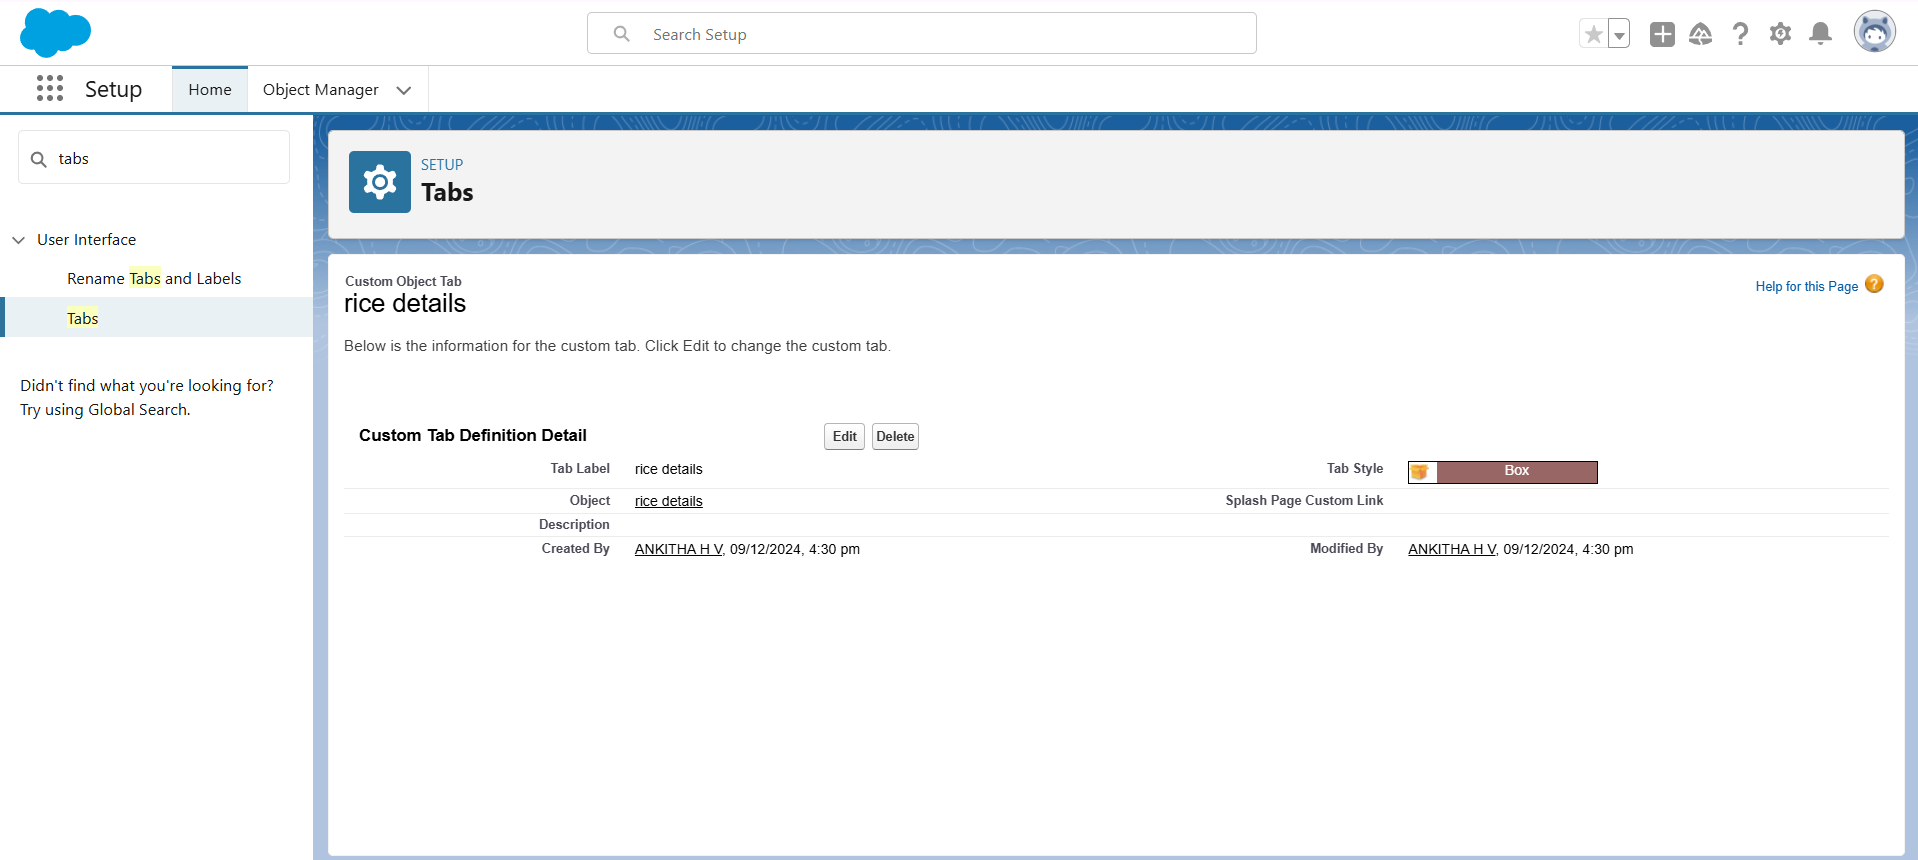 Search Setup
Setup
Home
Object Manager
tabs
User Interface
Rename Tabs and Labels
Tabs
Didn't find what you're looking for?
Try using Global Search.
SETUP
Tabs
Custom Object Tab
rice details
Help for this Page
Below is the information for the custom tab. Click Edit to change the custom tab.
Custom Tab Definition Detail
Edit
Delete
Tab Label rice details
Tab Style Box
Object rice details
Splash Page Custom Link
Description
Created By ANKITHA H V, 09/12/2024, 4:30 pm
Modified By ANKITHA H V, 09/12/2024, 4:30 pm